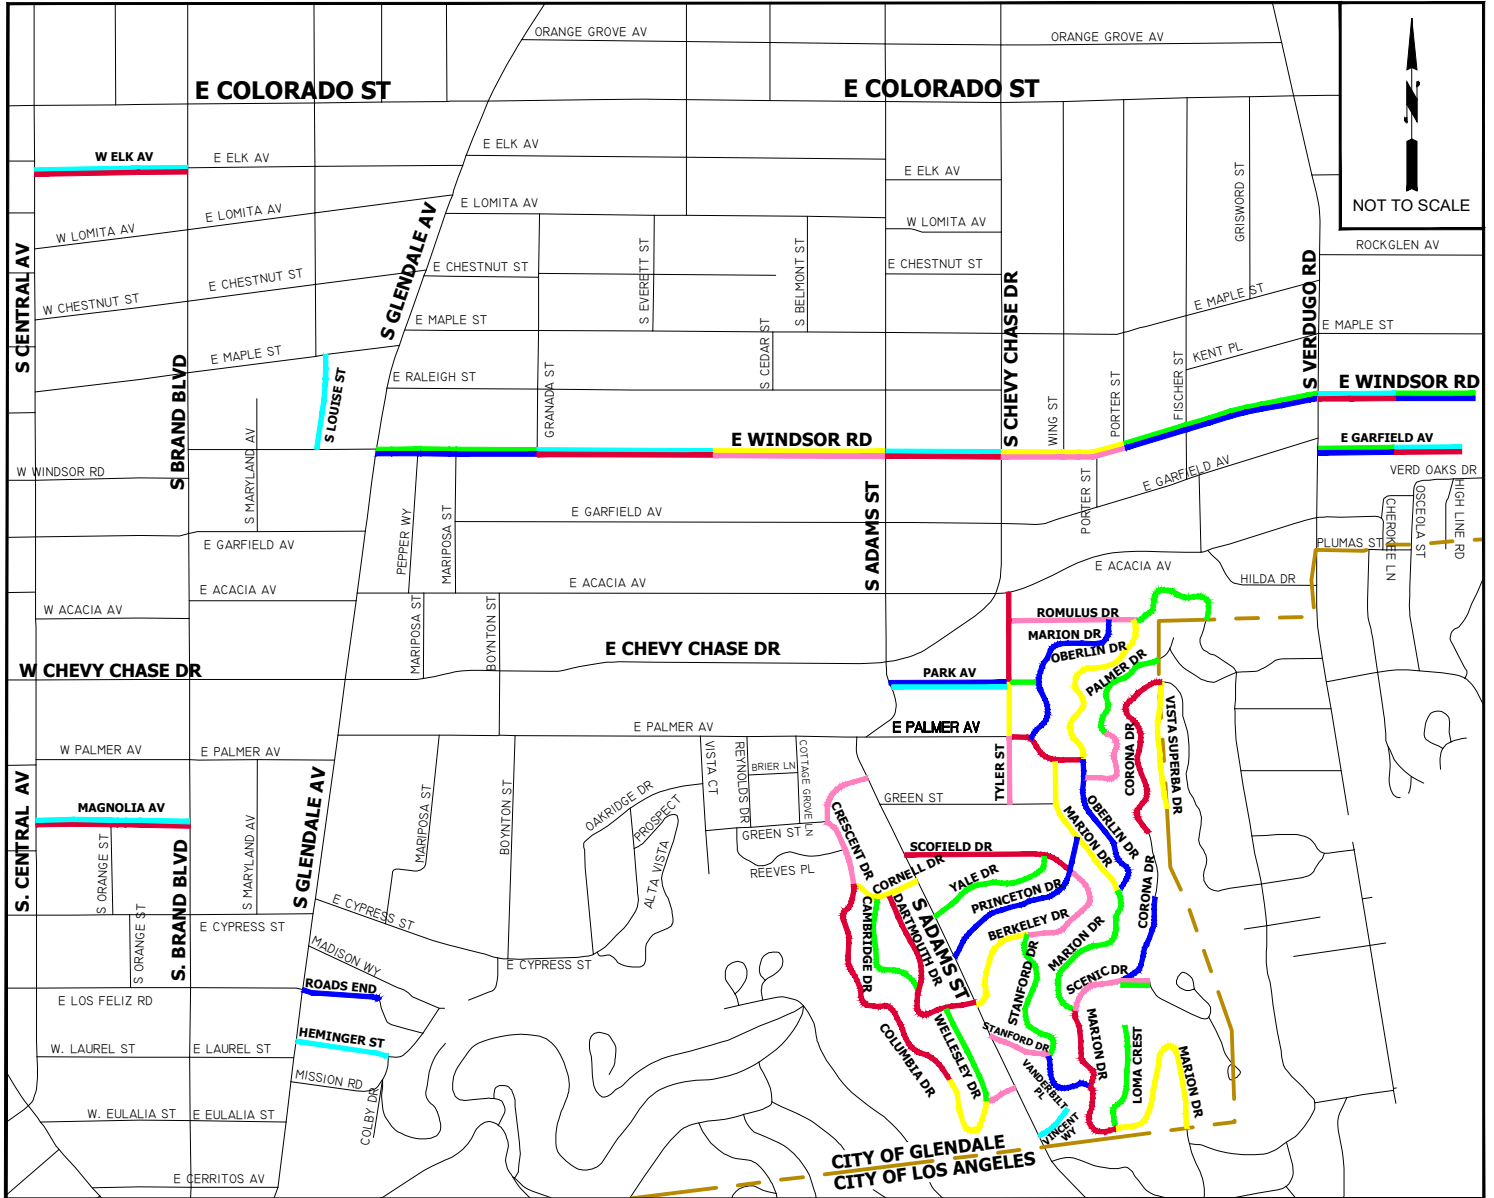 ORANGE GROVE AV
ORANGE GROVE AV
E COLORADO ST
E COLORADO ST
N
NOT TO SCALE
W ELK AV
E ELK AV
E ELK AV
E ELK AV
GRISWORD ST
W LOMITA AV
E LOMITA AV
E LOMITA AV
W LOMITA AV
ROCKGLEN AV
S CENTRAL AV
S GLENDALE AV
W CHESTNUT ST
E CHESTNUT ST
E CHESTNUT ST
S EVERETT ST
S BELMONT ST
E CHESTNUT ST
S CHEVY CHASE DR
S VERDUGO RD
E MAPLE ST
E MAPLE ST
E MAPLE ST
E MAPLE ST
S BRAND BLVD
S LOUISE ST
E RALEIGH ST
GRANADA ST
S CEDAR ST
WING ST
PORTER ST
FISCHER ST
KENT PL
E WINDSOR RD
E WINDSOR RD
E GARFIELD AV
W WINDSOR RD
S MARYLAND AV
PEPPER WY
MARIPOSA ST
E GARFIELD AV
S ADAMS ST
PORTER ST
E GARFIELD AV
VERD OAKS DR
CHEROKEE LN
OSCEOLA ST
HIGH LINE RD
PLUMAS ST
E GARFIELD AV
E ACACIA AV
E ACACIA AV
E ACACIA AV
HILDA DR
W ACACIA AV
MARIPOSA ST
BOYNTON ST
ROMULUS DR
MARION DR
OBERLIN DR
PALMER DR
E CHEVY CHASE DR
W CHEVY CHASE DR
PARK AV
E PALMER AV
E PALMER AV
W PALMER AV
E PALMER AV
VISTA CT
REYNOLDS DR
BRIER LN
COTTAGE GROVE LN
TYLER ST
CORONA DR
VISTA SUPERBA DR
S. CENTRAL AV
MAGNOLIA AV
S GLENDALE AV
MARIPOSA ST
BOYNTON ST
OAKRIDGE DR
PROSPECT
ALTA VISTA
GREEN ST
GREEN ST
REEVES PL
CRESCENT DR
MARION DR
OBERLIN DR
S ORANGE ST
S. BRAND BLVD
S MARYLAND AV
SCOFIELD DR
CORNELL DR
YALE DR
PRINCETON DR
BERKELEY DR
CORONA DR
E CYPRESS ST
E CYPRESS ST
E CYPRESS ST
S ORANGE ST
MADISON WY
CAMBRIDGE DR
DARTMOUTH DR
S ADAMS ST
STANFORD DR
MARION DR
SCENIC DR
ROADS END
E LOS FELIZ RD
HEMINGER ST
W. LAUREL ST
E LAUREL ST
MISSION RD
COLBY DR
COLUMBIA DR
WELLESLEY DR
STANFORD DR
VANDERBILT PL
VINCENT WY
MARION DR
LOMA CREST
MARION DR
W. EULALIA ST
E EULALIA ST
E CERRITOS AV
CITY OF GLENDALE
CITY OF LOS ANGELES